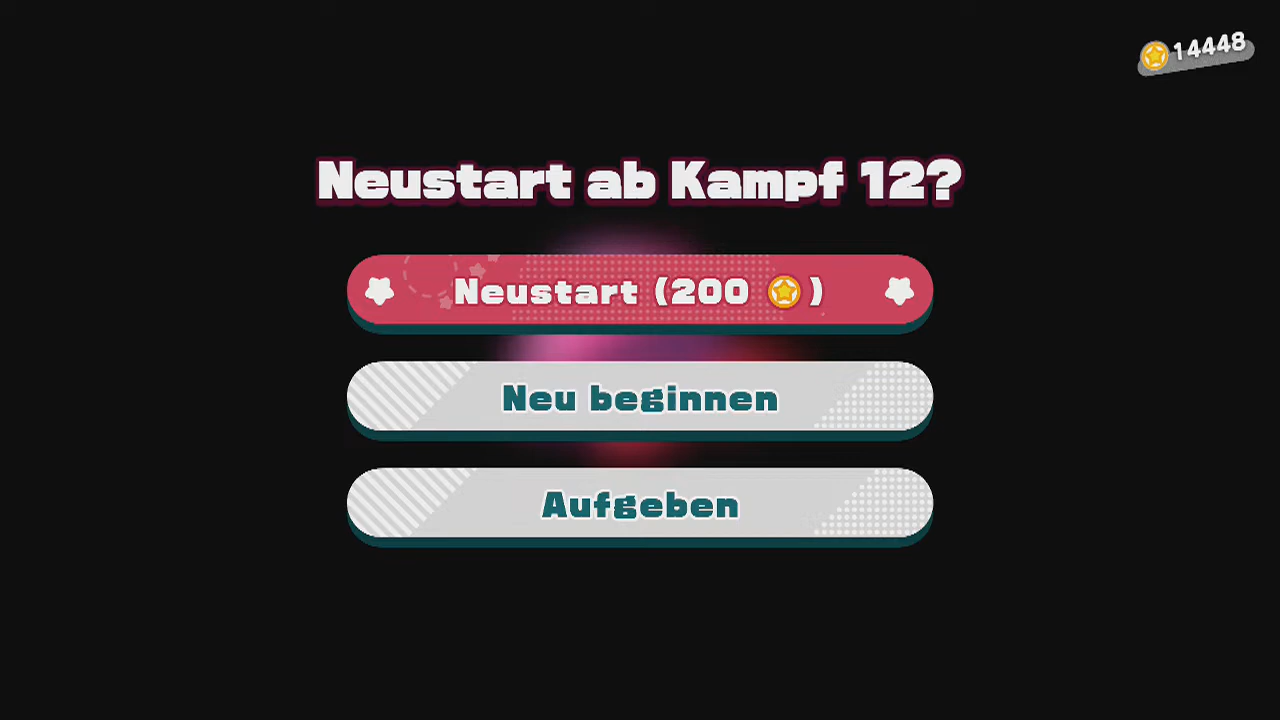 14448
Neustart ab Kampf 12?
Neustart (200 )
Neu beginnen
Aufgeben